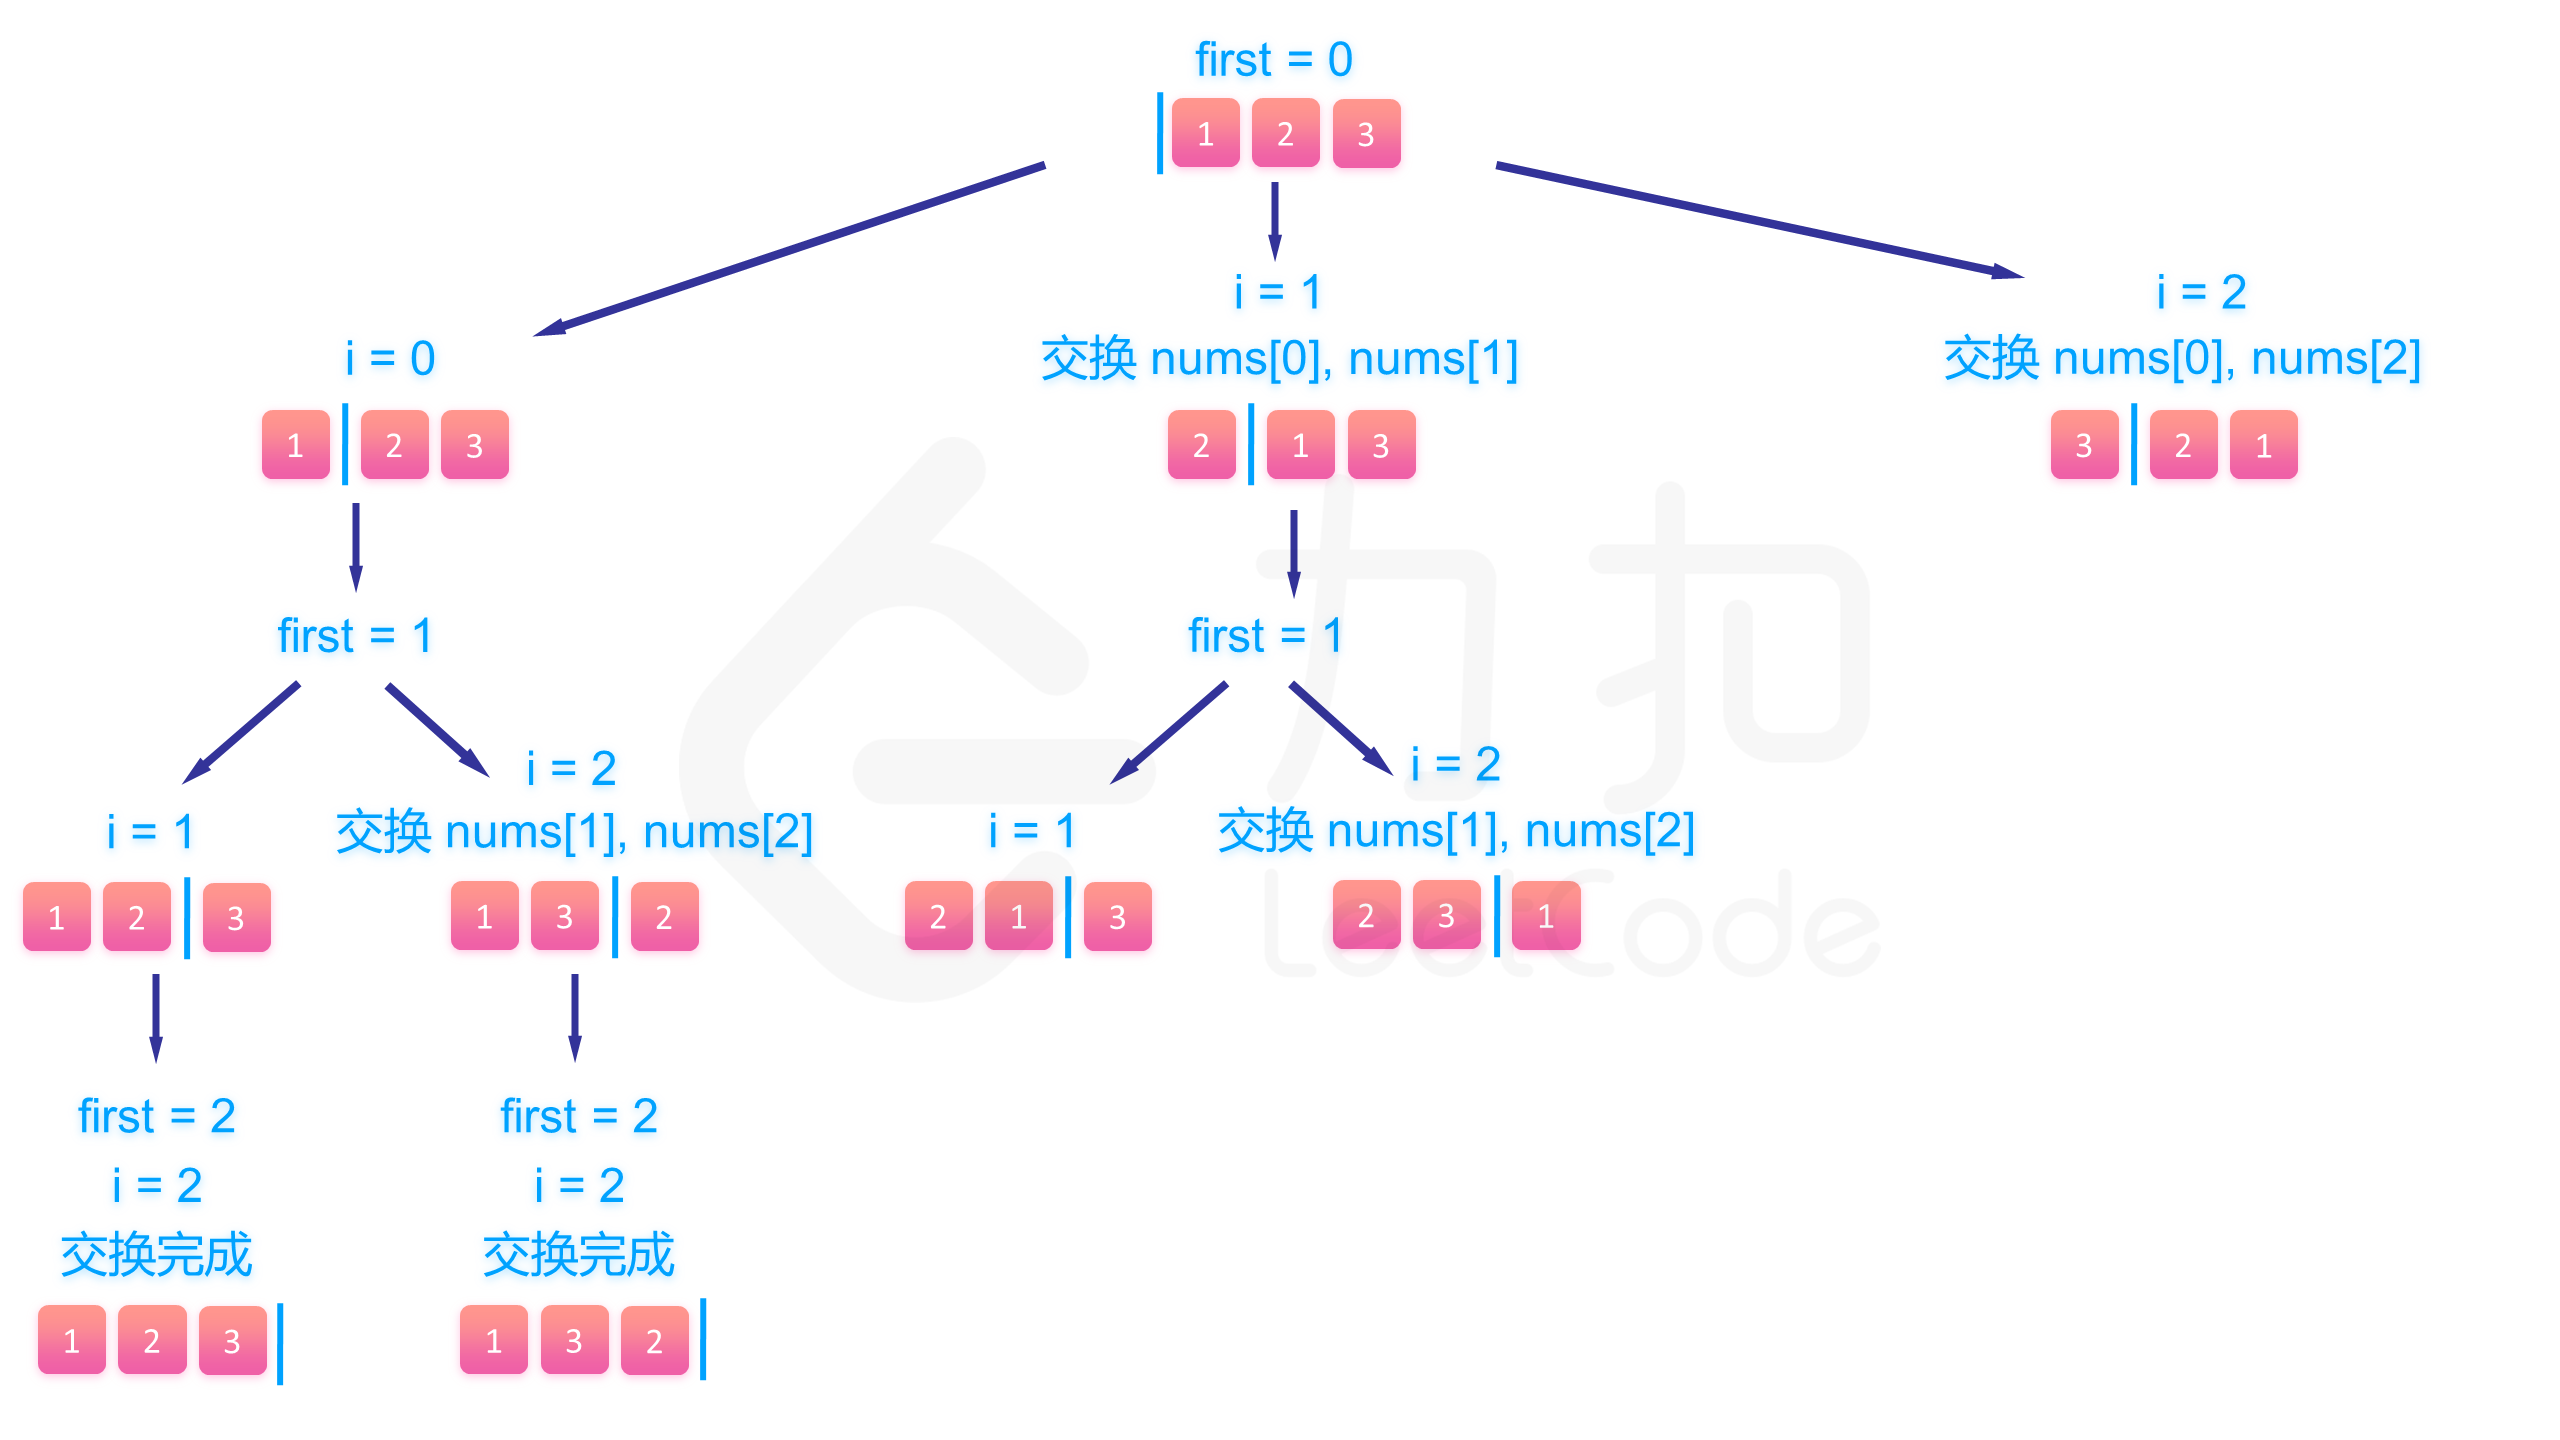 first = 0
1 2 3
i = 0
1 2 3
i = 1
交换 nums[0], nums[1]
2 1 3
i = 2
交换 nums[0], nums[2]
3 2 1
first = 1
first = 1
i = 1
1 2 3
i = 2
交换 nums[1], nums[2]
1 3 2
i = 1
2 1 3
i = 2
交换 nums[1], nums[2]
2 3 1
first = 2
i = 2
交换完成
1 2 3
first = 2
i = 2
交换完成
1 3 2
力扣
LeetCode